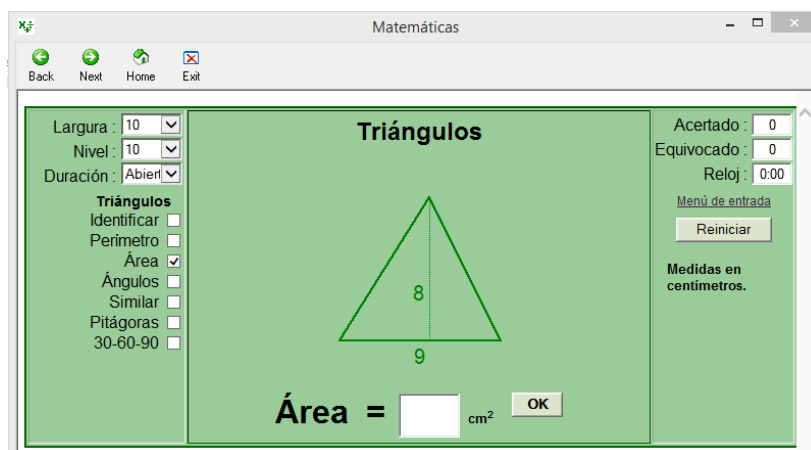 Matemáticas
Back Next Home Exit
Largura : 10
Nivel : 10
Duración : Abiert
Triángulos
Identificar
Perímetro
Área
Ángulos
Similar
Pitágoras
30-60-90
Triángulos
8
9
Área = cm²
OK
Acertado : 0
Equivocado : 0
Reloj : 0:00
Menú de entrada
Reiniciar
Medidas en
centímetros.